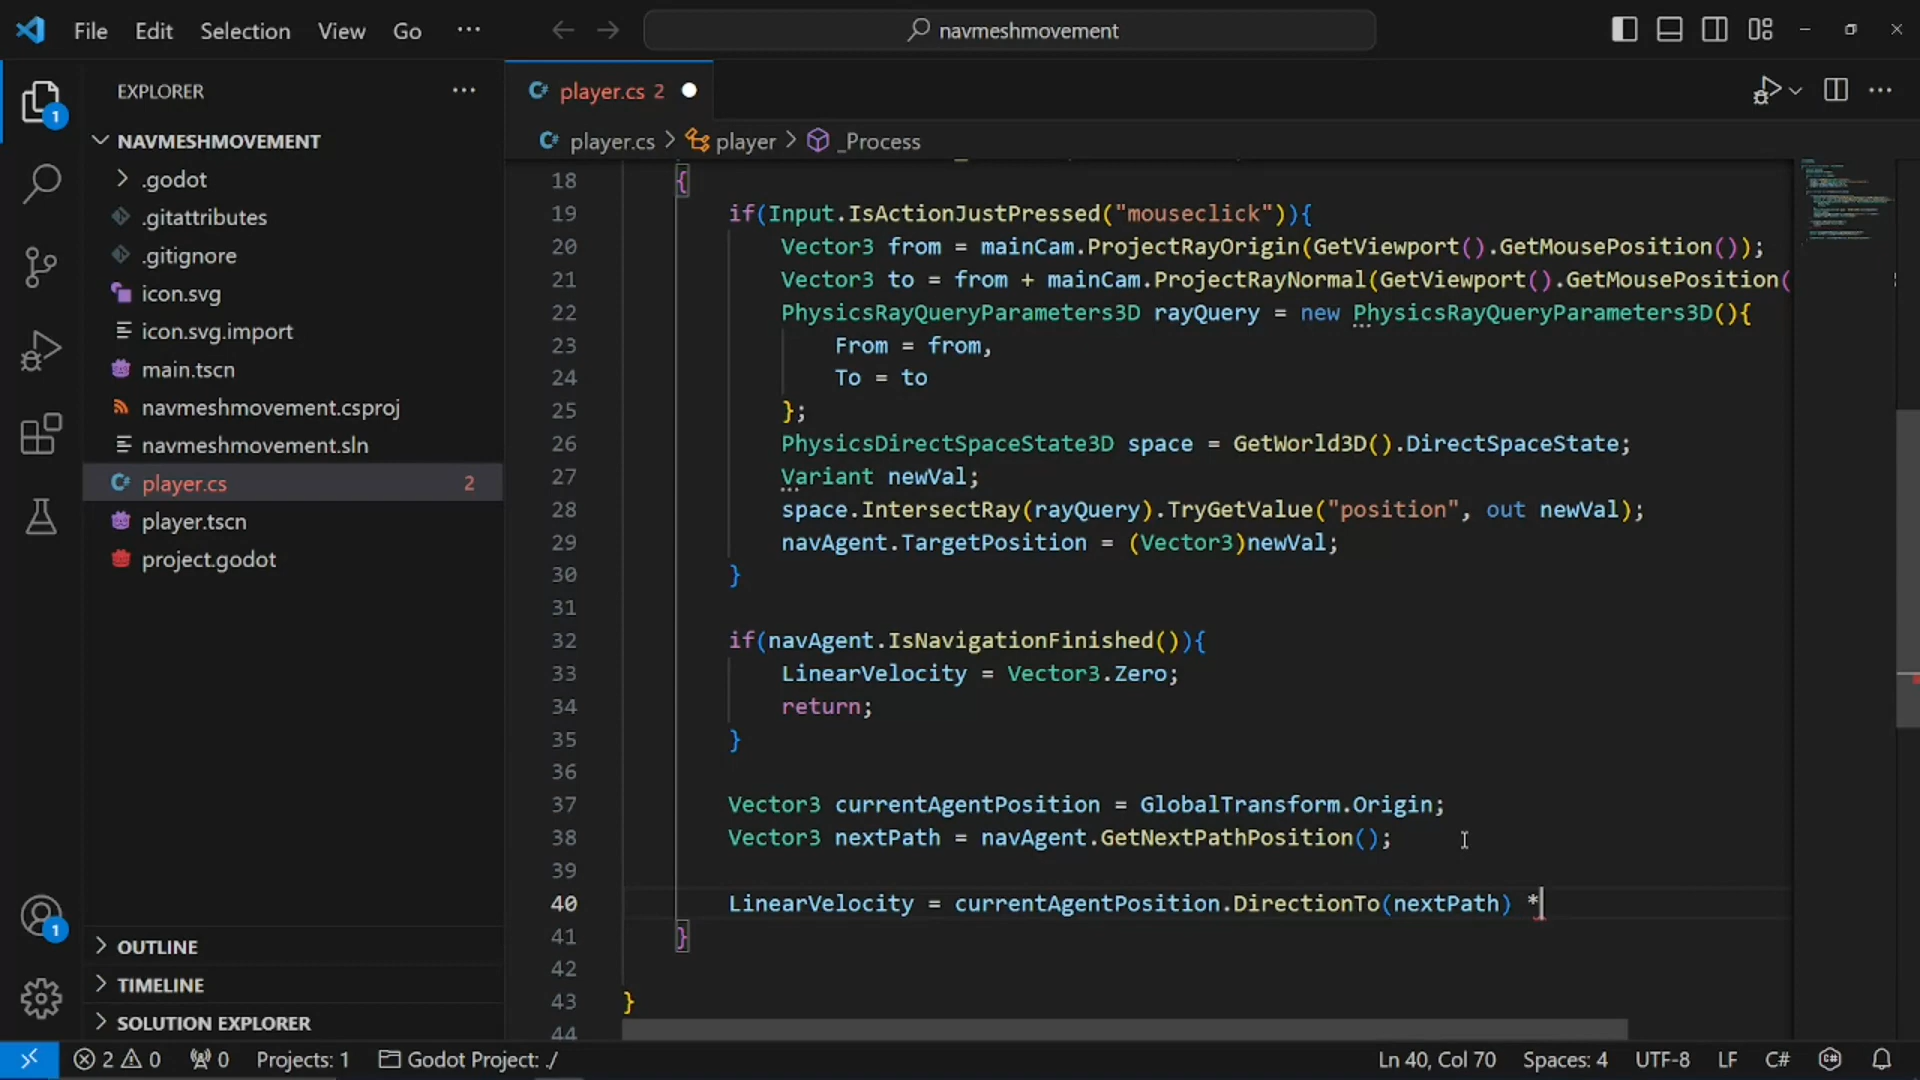 File Edit Selection View Go ···
navmeshmovement
EXPLORER ···
player.cs 2
player.cs > player > _Process
1
NAVMESHMOVEMENT
.godot
.gitattributes
.gitignore
icon.svg
icon.svg.import
main.tscn
navmeshmovement.csproj
navmeshmovement.sln
player.cs 2
player.tscn
project.godot
OUTLINE
TIMELINE
SOLUTION EXPLORER
1
18 {
19 if(Input.IsActionJustPressed("mouseclick")){
20 Vector3 from = mainCam.ProjectRayOrigin(GetViewport().GetMousePosition());
21 Vector3 to = from + mainCam.ProjectRayNormal(GetViewport().GetMousePosition(
22 PhysicsRayQueryParameters3D rayQuery = new PhysicsRayQueryParameters3D(){
23 From = from,
24 To = to
25 };
26 PhysicsDirectSpaceState3D space = GetWorld3D().DirectSpaceState;
27 Variant newVal;
28 space.IntersectRay(rayQuery).TryGetValue("position", out newVal);
29 navAgent.TargetPosition = (Vector3)newVal;
30 }
31
32 if(navAgent.IsNavigationFinished()){
33 LinearVelocity = Vector3.Zero;
34 return;
35 }
36
37 Vector3 currentAgentPosition = GlobalTransform.Origin;
38 Vector3 nextPath = navAgent.GetNextPathPosition();
39
40 LinearVelocity = currentAgentPosition.DirectionTo(nextPath) *
41 }
42
43 }
44
2 0 0 Projects: 1 Godot Project: ./ Ln 40, Col 70 Spaces: 4 UTF-8 LF C#